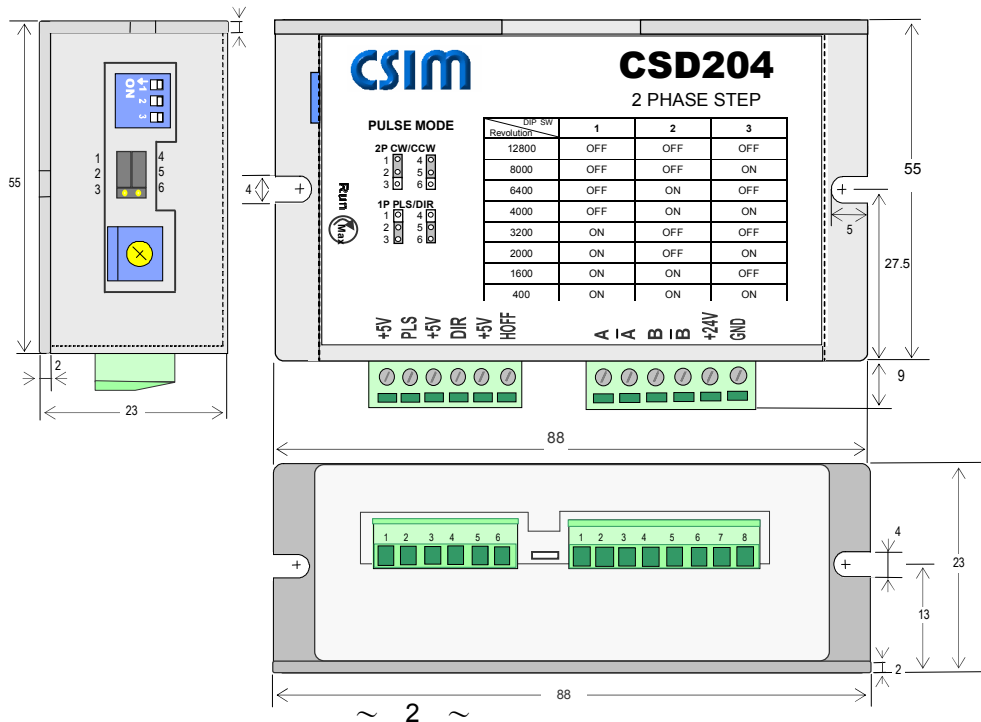 CSIM
CSD204
2 PHASE STEP
PULSE MODE
2P CW/CCW
1 4
2 5
3 6
1P PLS/DIR
1 4
2 5
3 6
Run
Max
DIP SW
Revolution 1 2 3
12800 OFF OFF OFF
8000 OFF OFF ON
6400 OFF ON OFF
4000 OFF ON ON
3200 ON OFF OFF
2000 ON OFF ON
1600 ON ON OFF
400 ON ON ON
+5V PLS +5V DIR +5V HOFF
A A B B +24V GND
ON
1 2 3
1 4
2 5
3 6
55
2
23
4
55
5
27.5
9
88
1 2 3 4 5 6
1 2 3 4 5 6 7 8
4
23
13
2
88
~ 2 ~